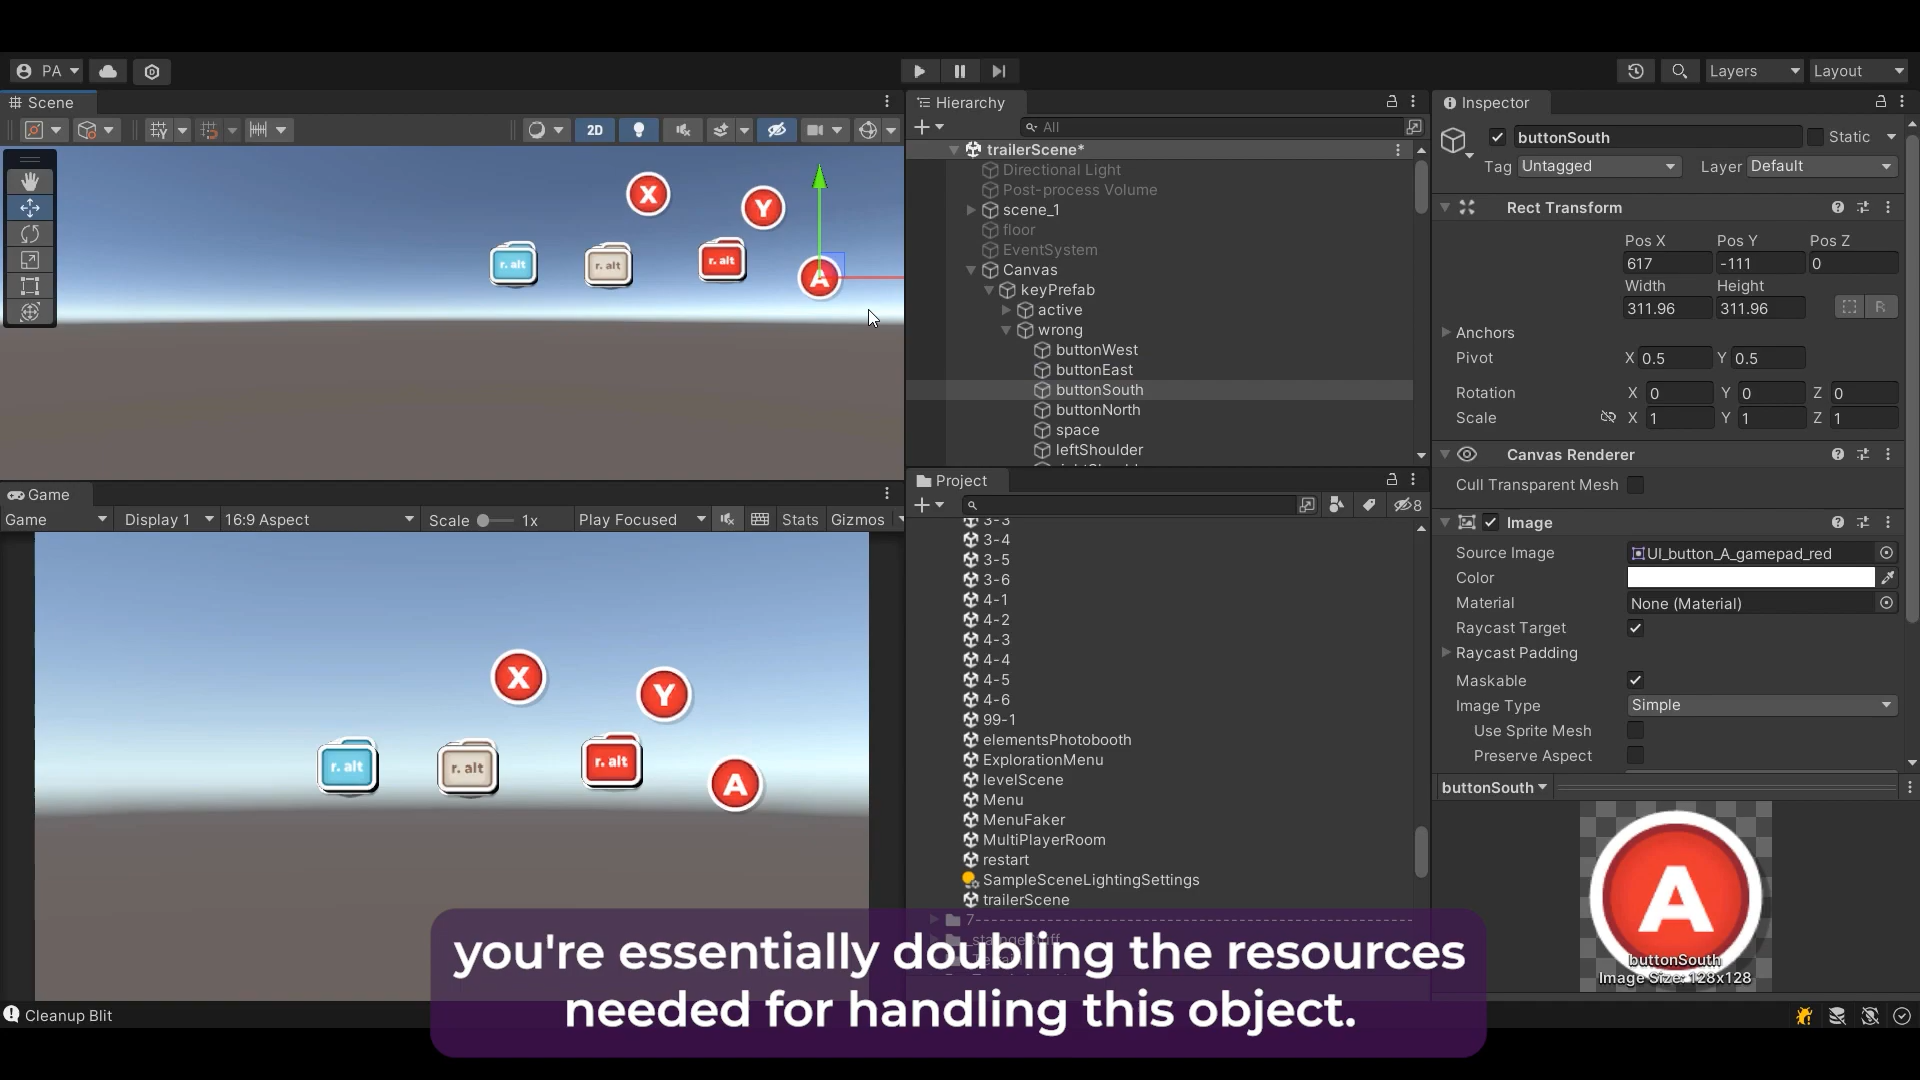 PA
Layers
Layout
Scene
2D
X
Y
r. alt
r. alt
r. alt
A
Game
Game
Display 1
16:9 Aspect
Scale
1x
Play Focused
Stats
Gizmos
X
Y
r. alt
r. alt
r. alt
A
Cleanup Blit
Hierarchy
All
trailerScene*
Directional Light
Post-process Volume
scene_1
floor
EventSystem
Canvas
keyPrefab
active
wrong
buttonWest
buttonEast
buttonSouth
buttonNorth
space
leftShoulder
Project
8
3-3
3-4
3-5
3-6
4-1
4-2
4-3
4-4
4-5
4-6
99-1
elementsPhotobooth
ExplorationMenu
levelScene
Menu
MenuFaker
MultiPlayerRoom
restart
SampleSceneLightingSettings
trailerScene
Inspector
buttonSouth
Static
Tag Untagged
Layer Default
Rect Transform
Pos X Pos Y Pos Z
617 -111 0
Width Height
311.96 311.96
R
Anchors
Pivot X 0.5 Y 0.5
Rotation X 0 Y 0 Z 0
Scale X 1 Y 1 Z 1
Canvas Renderer
Cull Transparent Mesh
Image
Source Image UI_button_A_gamepad_red
Color
Material None (Material)
Raycast Target
Raycast Padding
Maskable
Image Type Simple
Use Sprite Mesh
Preserve Aspect
buttonSouth
A
buttonSouth
Image Size: 128x128
you're essentially doubling the resources
needed for handling this object.